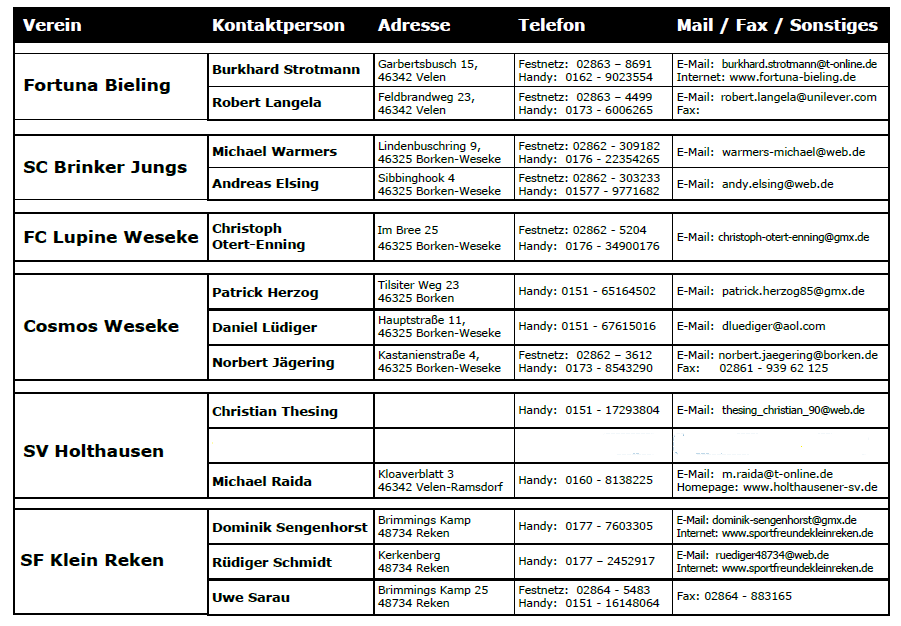 Verein Kontaktperson Adresse Telefon Mail / Fax / Sonstiges
Fortuna Bieling
Burkhard Strotmann
Garbertsbusch 15,
46342 Velen
Festnetz: 02863 – 8691
Handy: 0162 - 9023554
E-Mail: burkhard.strotmann@t-online.de
Internet: www.fortuna-bieling.de
Robert Langela
Feldbrandweg 23,
46342 Velen
Festnetz: 02863 – 4499
Handy: 0173 - 6006265
E-Mail: robert.langela@unilever.com
Fax:
SC Brinker Jungs
Michael Warmers
Lindenbuschring 9,
46325 Borken-Weseke
Festnetz: 02862 - 309182
Handy: 0176 - 22354265
E-Mail: warmers-michael@web.de
Andreas Elsing
Sibbinghook 4
46325 Borken-Weseke
Festnetz: 02862 - 303233
Handy: 01577 - 9771682
E-Mail: andy.elsing@web.de
FC Lupine Weseke
Christoph
Otert-Enning
Im Bree 25
46325 Borken-Weseke
Festnetz: 02862 - 5204
Handy: 0176 - 34900176
E-Mail: christoph-otert-enning@gmx.de
Cosmos Weseke
Patrick Herzog
Tilsiter Weg 23
46325 Borken
Handy: 0151 - 65164502
E-Mail: patrick.herzog85@gmx.de
Daniel Lüdiger
Hauptstraße 11,
46325 Borken-Weseke
Handy: 0151 - 67615016
E-Mail: dluediger@aol.com
Norbert Jägering
Kastanienstraße 4,
46325 Borken-Weseke
Festnetz: 02862 – 3612
Handy: 0173 - 8543290
E-Mail: norbert.jaegering@borken.de
Fax: 02861 - 939 62 125
SV Holthausen
Christian Thesing
Handy: 0151 - 17293804
E-Mail: thesing_christian_90@web.de
Michael Raida
Kloaverblatt 3
46342 Velen-Ramsdorf
Handy: 0160 - 8138225
E-Mail: m.raida@t-online.de
Homepage: www.holthausener-sv.de
SF Klein Reken
Dominik Sengenhorst
Brimmings Kamp
48734 Reken
Handy: 0177 - 7603305
E-Mail: dominik-sengenhorst@gmx.de
Internet: www.sportfreundekleinreken.de
Rüdiger Schmidt
Kerkenberg
48734 Reken
Handy: 0177 – 2452917
E-Mail: ruediger48734@web.de
Internet: www.sportfreundekleinreken.de
Uwe Sarau
Brimmings Kamp 25
48734 Reken
Festnetz: 02864 - 5483
Handy: 0151 - 16148064
Fax: 02864 - 883165